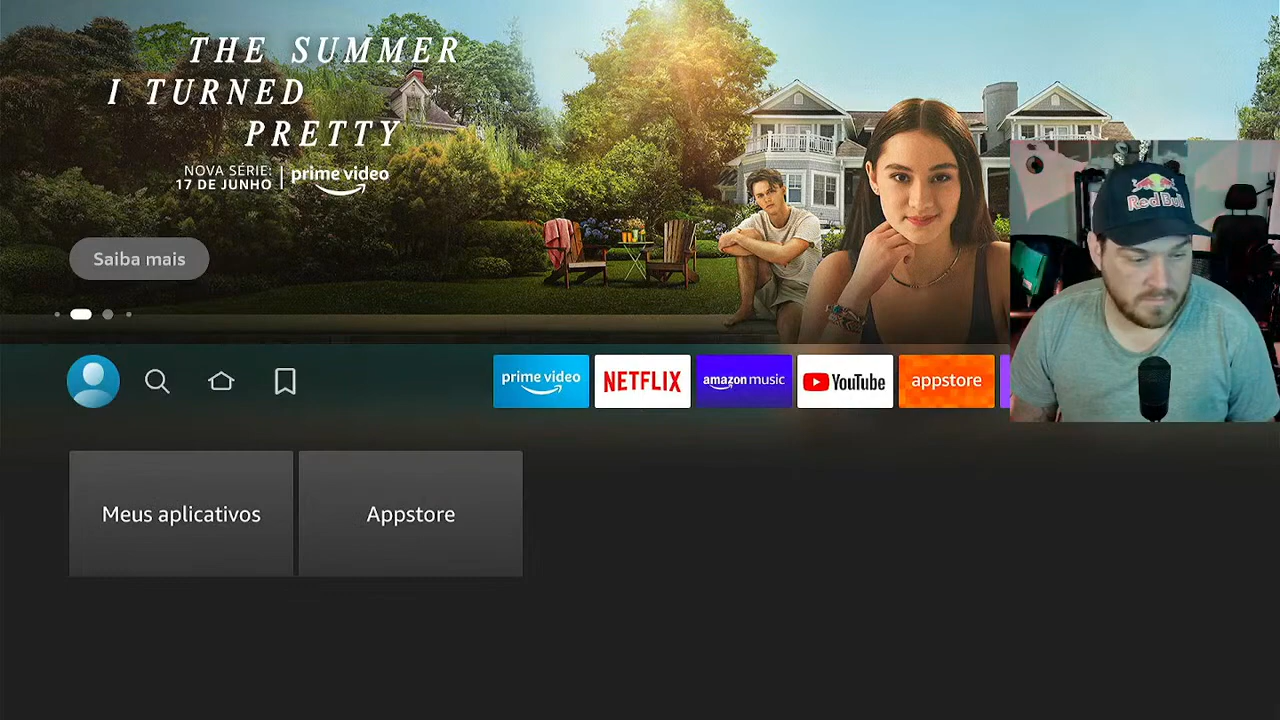 THE SUMMER
I TURNED
PRETTY
NOVA SÉRIE:
17 DE JUNHO
prime video
Saiba mais
prime video
NETFLIX
amazon music
YouTube
appstore
Red Bull
Meus aplicativos
Appstore